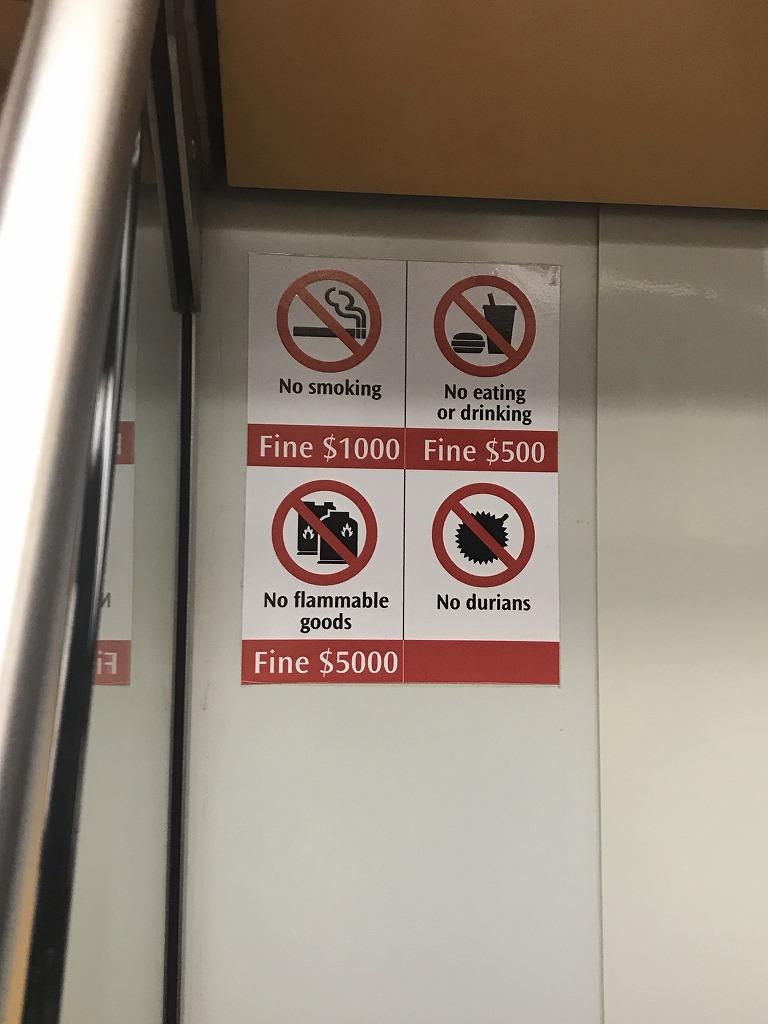 No smoking
Fine $1000
No eating
or drinking
Fine $500
No flammable
goods
Fine $5000
No durians